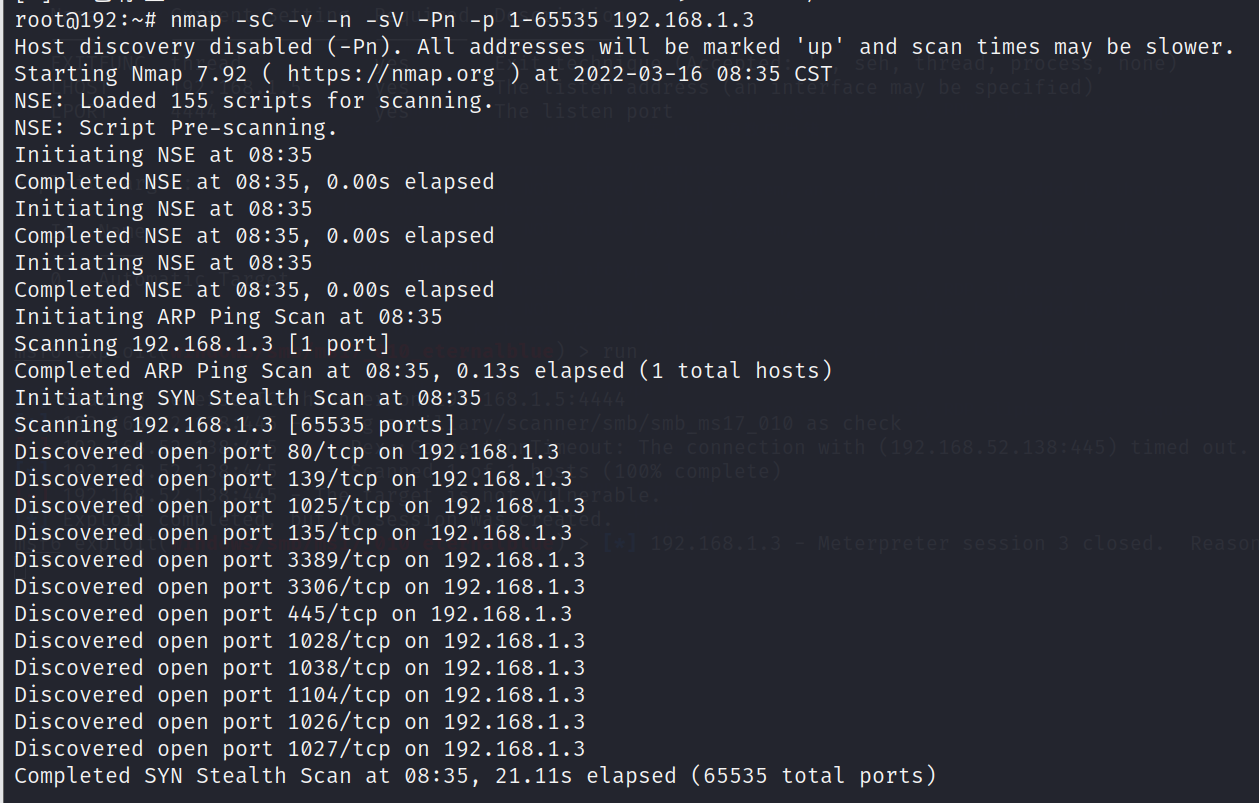 root@192:~# nmap -sC -v -n -sV -Pn -p 1-65535 192.168.1.3
Host discovery disabled (-Pn). All addresses will be marked 'up' and scan times may be slower.
Starting Nmap 7.92 ( https://nmap.org ) at 2022-03-16 08:35 CST
NSE: Loaded 155 scripts for scanning.
NSE: Script Pre-scanning.
Initiating NSE at 08:35
Completed NSE at 08:35, 0.00s elapsed
Initiating NSE at 08:35
Completed NSE at 08:35, 0.00s elapsed
Initiating NSE at 08:35
Completed NSE at 08:35, 0.00s elapsed
Initiating ARP Ping Scan at 08:35
Scanning 192.168.1.3 [1 port]
Completed ARP Ping Scan at 08:35, 0.13s elapsed (1 total hosts)
Initiating SYN Stealth Scan at 08:35
Scanning 192.168.1.3 [65535 ports]
Discovered open port 80/tcp on 192.168.1.3
Discovered open port 139/tcp on 192.168.1.3
Discovered open port 1025/tcp on 192.168.1.3
Discovered open port 135/tcp on 192.168.1.3
Discovered open port 3389/tcp on 192.168.1.3
Discovered open port 3306/tcp on 192.168.1.3
Discovered open port 445/tcp on 192.168.1.3
Discovered open port 1028/tcp on 192.168.1.3
Discovered open port 1038/tcp on 192.168.1.3
Discovered open port 1104/tcp on 192.168.1.3
Discovered open port 1026/tcp on 192.168.1.3
Discovered open port 1027/tcp on 192.168.1.3
Completed SYN Stealth Scan at 08:35, 21.11s elapsed (65535 total ports)